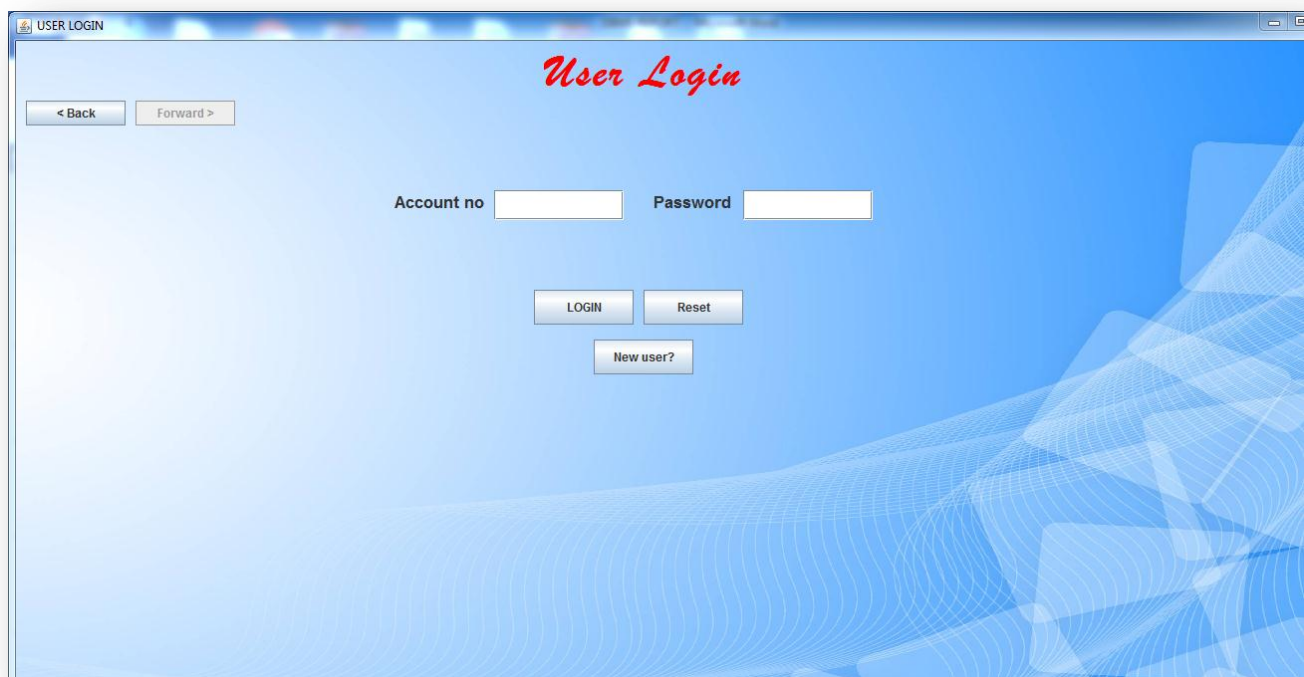 USER LOGIN
User Login
< Back Forward >
Account no Password
LOGIN Reset
New user?